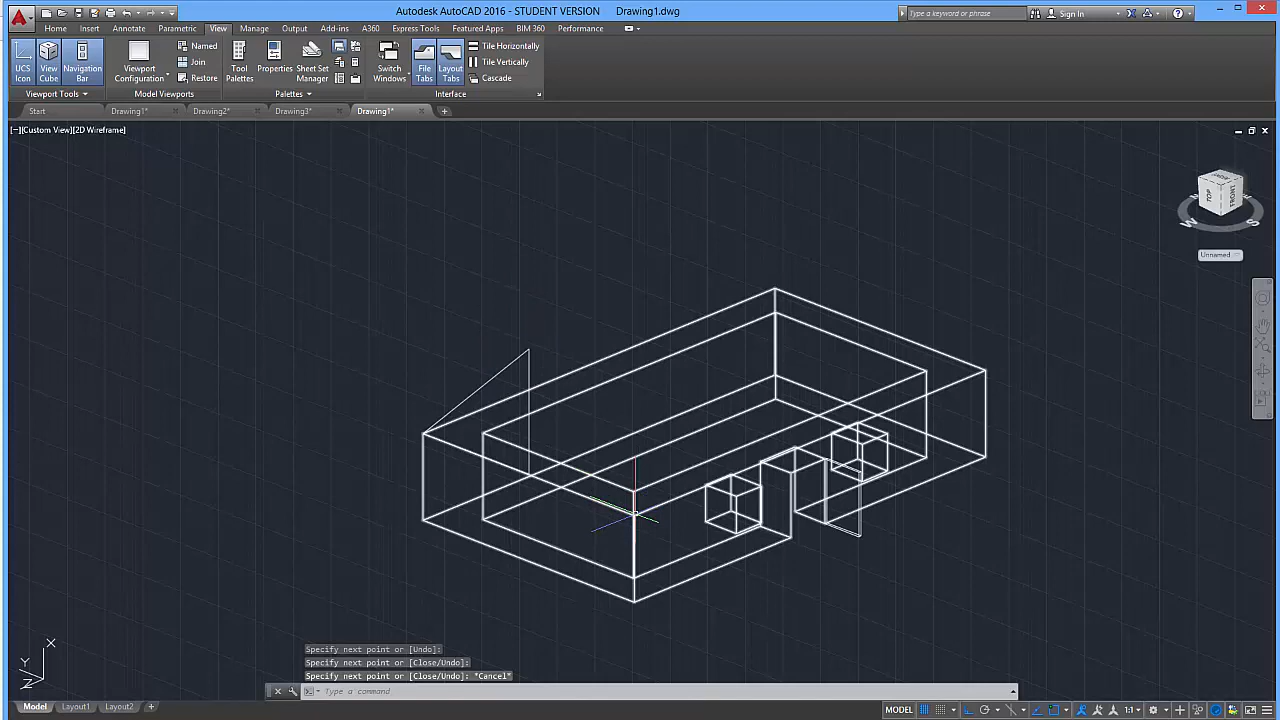 Autodesk AutoCAD 2016 - STUDENT VERSION Drawing1.dwg
Type a keyword or phrase
Sign In
Home Insert Annotate Parametric View Manage Output Add-ins A360 Express Tools Featured Apps BIM 360 Performance
UCS Icon
View Cube
Navigation Bar
Viewport Configuration
Named
Join
Restore
Tool Palettes
Properties
Sheet Set Manager
Switch Windows
File Tabs
Layout Tabs
Tile Horizontally
Tile Vertically
Cascade
Viewport Tools Model Viewports Palettes Interface
Start Drawing1* Drawing2* Drawing3* Drawing1*
[−][Custom View][2D Wireframe]
TOP
FRONT
W S
Unnamed
X
Y
Z
Specify next point or [Undo]:
Specify next point or [Close/Undo]:
Specify next point or [Close/Undo]: *Cancel*
Type a command
Model Layout1 Layout2 +
MODEL
1:1